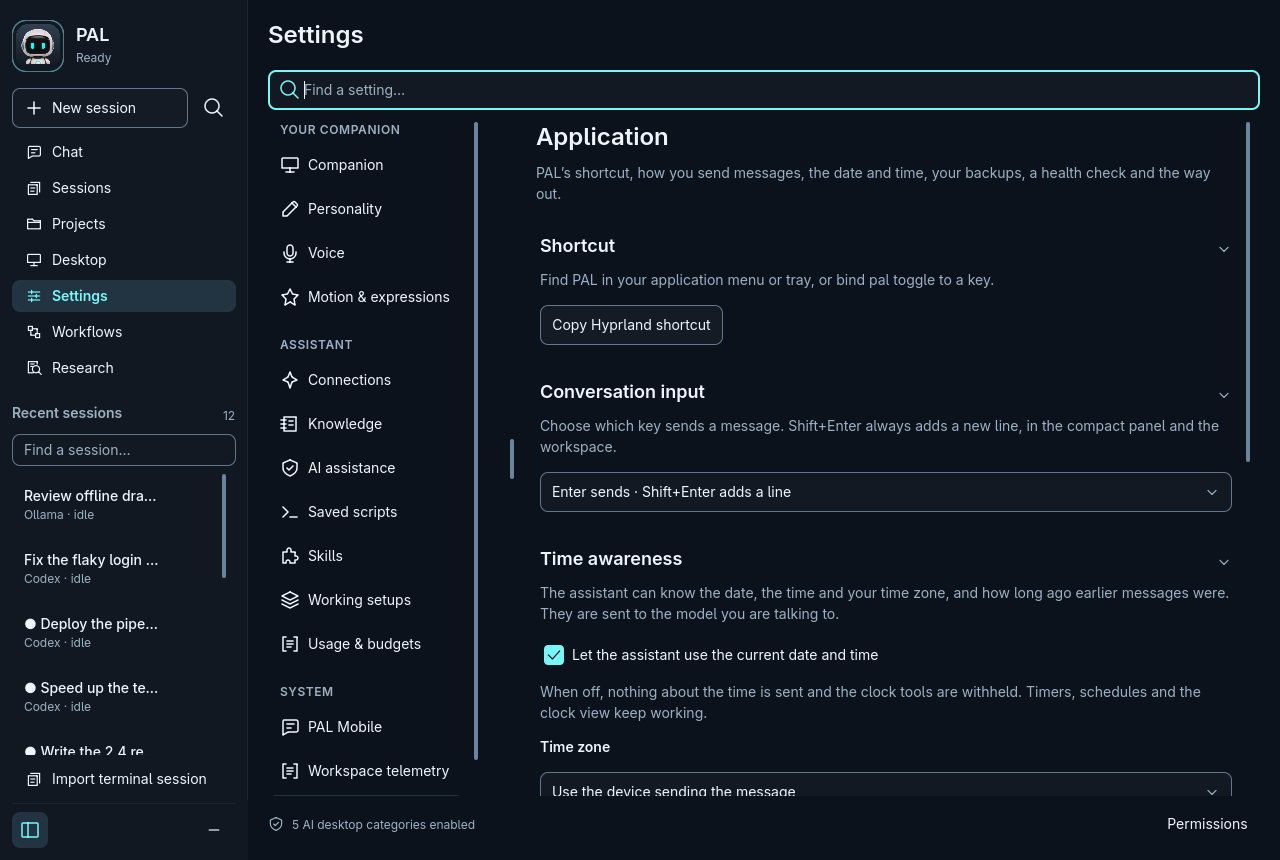 PAL
Ready
New session
Chat
Sessions
Projects
Desktop
Settings
Workflows
Research
Recent sessions
12
Find a session...
Review offline dra...
Ollama · idle
Fix the flaky login ...
Codex · idle
Deploy the pipe...
Codex · idle
Speed up the te...
Codex · idle
Write the 2.4 re
Import terminal session
Settings
Find a setting...
YOUR COMPANION
Companion
Personality
Voice
Motion & expressions
ASSISTANT
Connections
Knowledge
AI assistance
Saved scripts
Skills
Working setups
Usage & budgets
SYSTEM
PAL Mobile
Workspace telemetry
Application
PAL’s shortcut, how you send messages, the date and time, your backups, a health check and the way
out.
Shortcut
Find PAL in your application menu or tray, or bind pal toggle to a key.
Copy Hyprland shortcut
Conversation input
Choose which key sends a message. Shift+Enter always adds a new line, in the compact panel and the
workspace.
Enter sends · Shift+Enter adds a line
Time awareness
The assistant can know the date, the time and your time zone, and how long ago earlier messages were.
They are sent to the model you are talking to.
Let the assistant use the current date and time
When off, nothing about the time is sent and the clock tools are withheld. Timers, schedules and the
clock view keep working.
Time zone
Use the device sending the message
5 AI desktop categories enabled
Permissions